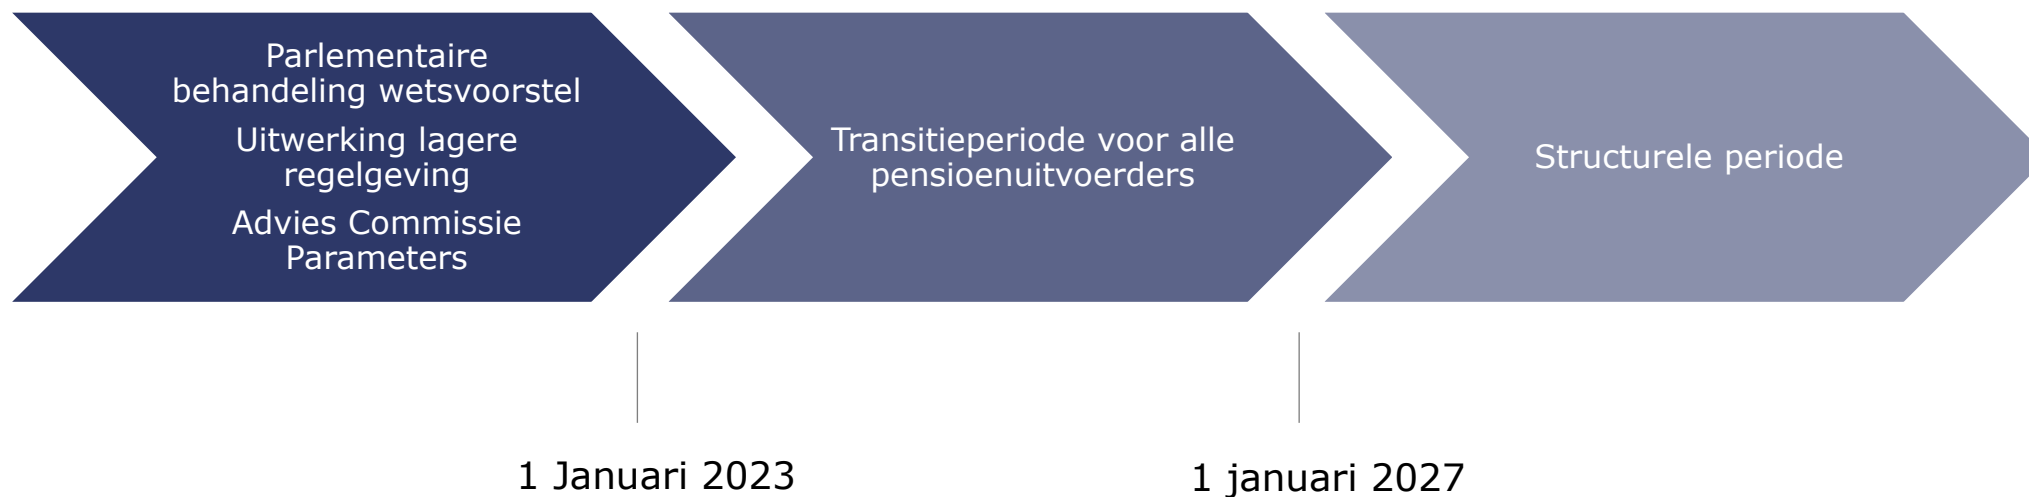 Parlementaire
behandeling wetsvoorstel
Uitwerking lagere
regelgeving
Advies Commissie
Parameters
Transitieperiode voor alle
pensioenuitvoerders
Structurele periode
1 Januari 2023
1 januari 2027